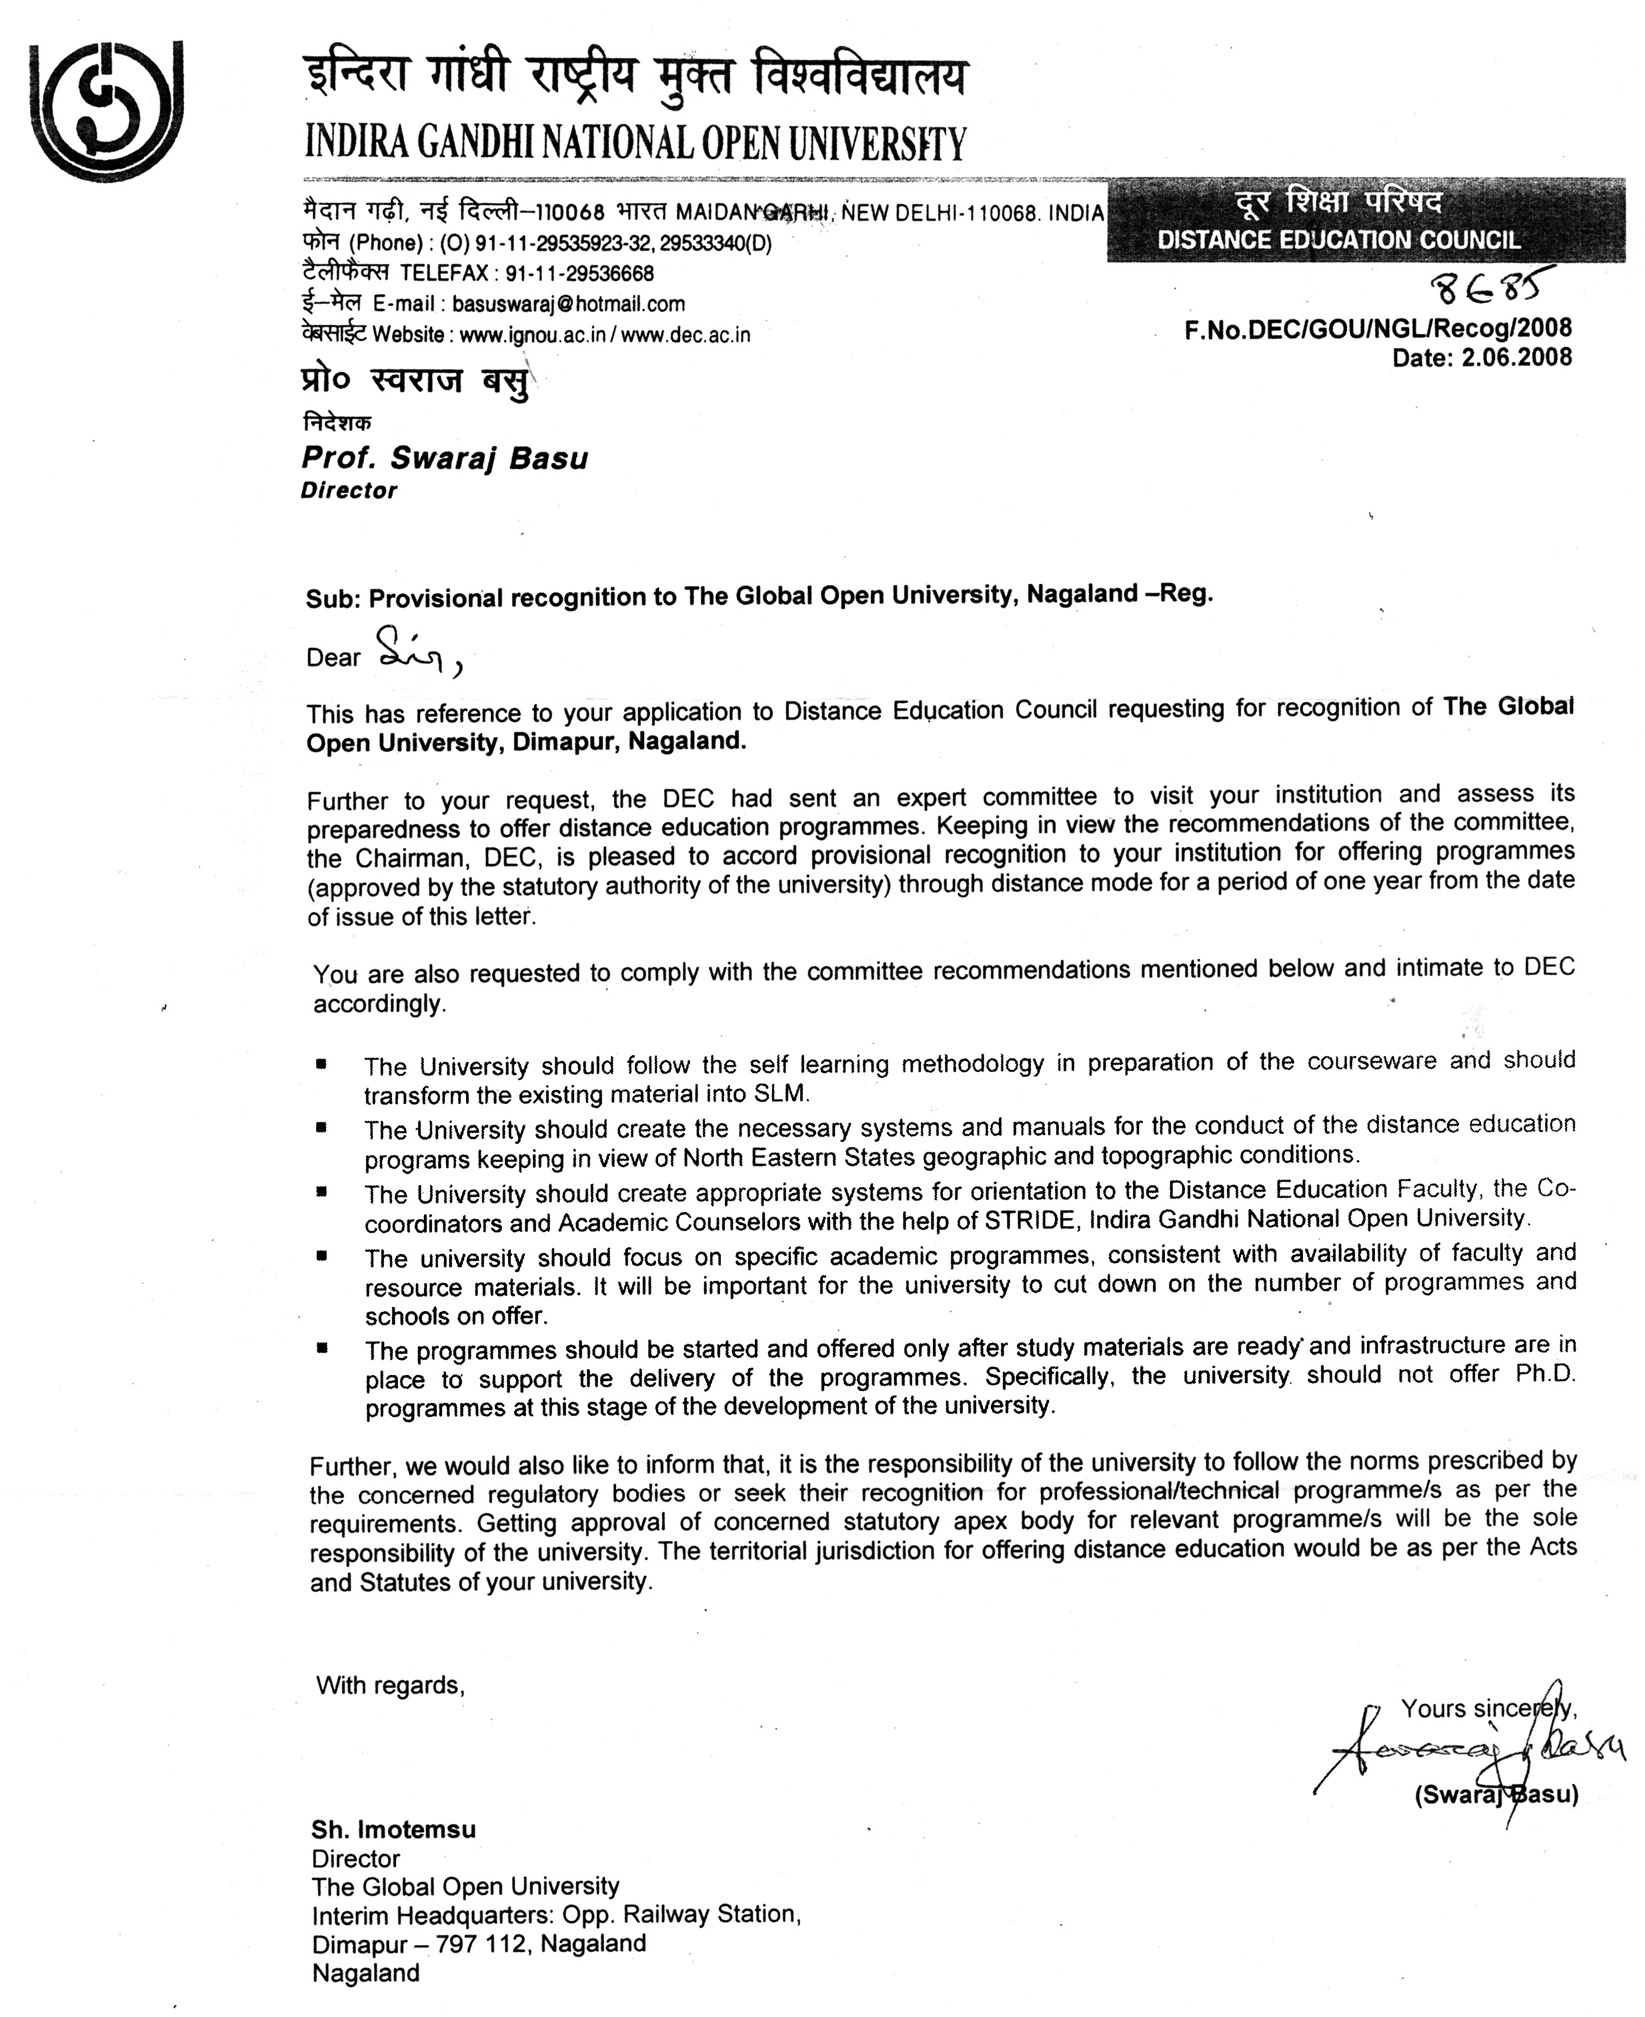 इन्दिरा गांधी राष्ट्रीय मुक्त विश्वविद्यालय
INDIRA GANDHI NATIONAL OPEN UNIVERSITY
मैदान गढ़ी, नई दिल्ली–110068 भारत MAIDAN GARHI, NEW DELHI-110068. INDIA
फोन (Phone) : (O) 91-11-29535923-32, 29533340(D)
टैलीफैक्स TELEFAX : 91-11-29536668
ई–मेल E-mail : basuswaraj@hotmail.com
वेबसाईट Website : www.ignou.ac.in / www.dec.ac.in
दूर शिक्षा परिषद
DISTANCE EDUCATION COUNCIL
8685
F.No.DEC/GOU/NGL/Recog/2008
Date: 2.06.2008
प्रो० स्वराज बसु
निदेशक
Prof. Swaraj Basu
Director
Sub: Provisional recognition to The Global Open University, Nagaland –Reg.
Dear Sir,
This has reference to your application to Distance Education Council requesting for recognition of The Global
Open University, Dimapur, Nagaland.
Further to your request, the DEC had sent an expert committee to visit your institution and assess its
preparedness to offer distance education programmes. Keeping in view the recommendations of the committee,
the Chairman, DEC, is pleased to accord provisional recognition to your institution for offering programmes
(approved by the statutory authority of the university) through distance mode for a period of one year from the date
of issue of this letter.
You are also requested to comply with the committee recommendations mentioned below and intimate to DEC
accordingly.
▪ The University should follow the self learning methodology in preparation of the courseware and should
transform the existing material into SLM.
▪ The University should create the necessary systems and manuals for the conduct of the distance education
programs keeping in view of North Eastern States geographic and topographic conditions.
▪ The University should create appropriate systems for orientation to the Distance Education Faculty, the Co-
coordinators and Academic Counselors with the help of STRIDE, Indira Gandhi National Open University.
▪ The university should focus on specific academic programmes, consistent with availability of faculty and
resource materials. It will be important for the university to cut down on the number of programmes and
schools on offer.
▪ The programmes should be started and offered only after study materials are ready and infrastructure are in
place to support the delivery of the programmes. Specifically, the university should not offer Ph.D.
programmes at this stage of the development of the university.
Further, we would also like to inform that, it is the responsibility of the university to follow the norms prescribed by
the concerned regulatory bodies or seek their recognition for professional/technical programme/s as per the
requirements. Getting approval of concerned statutory apex body for relevant programme/s will be the sole
responsibility of the university. The territorial jurisdiction for offering distance education would be as per the Acts
and Statutes of your university.
With regards,
Yours sincerely,
Swaraj Basu
(Swaraj Basu)
Sh. Imotemsu
Director
The Global Open University
Interim Headquarters: Opp. Railway Station,
Dimapur – 797 112, Nagaland
Nagaland